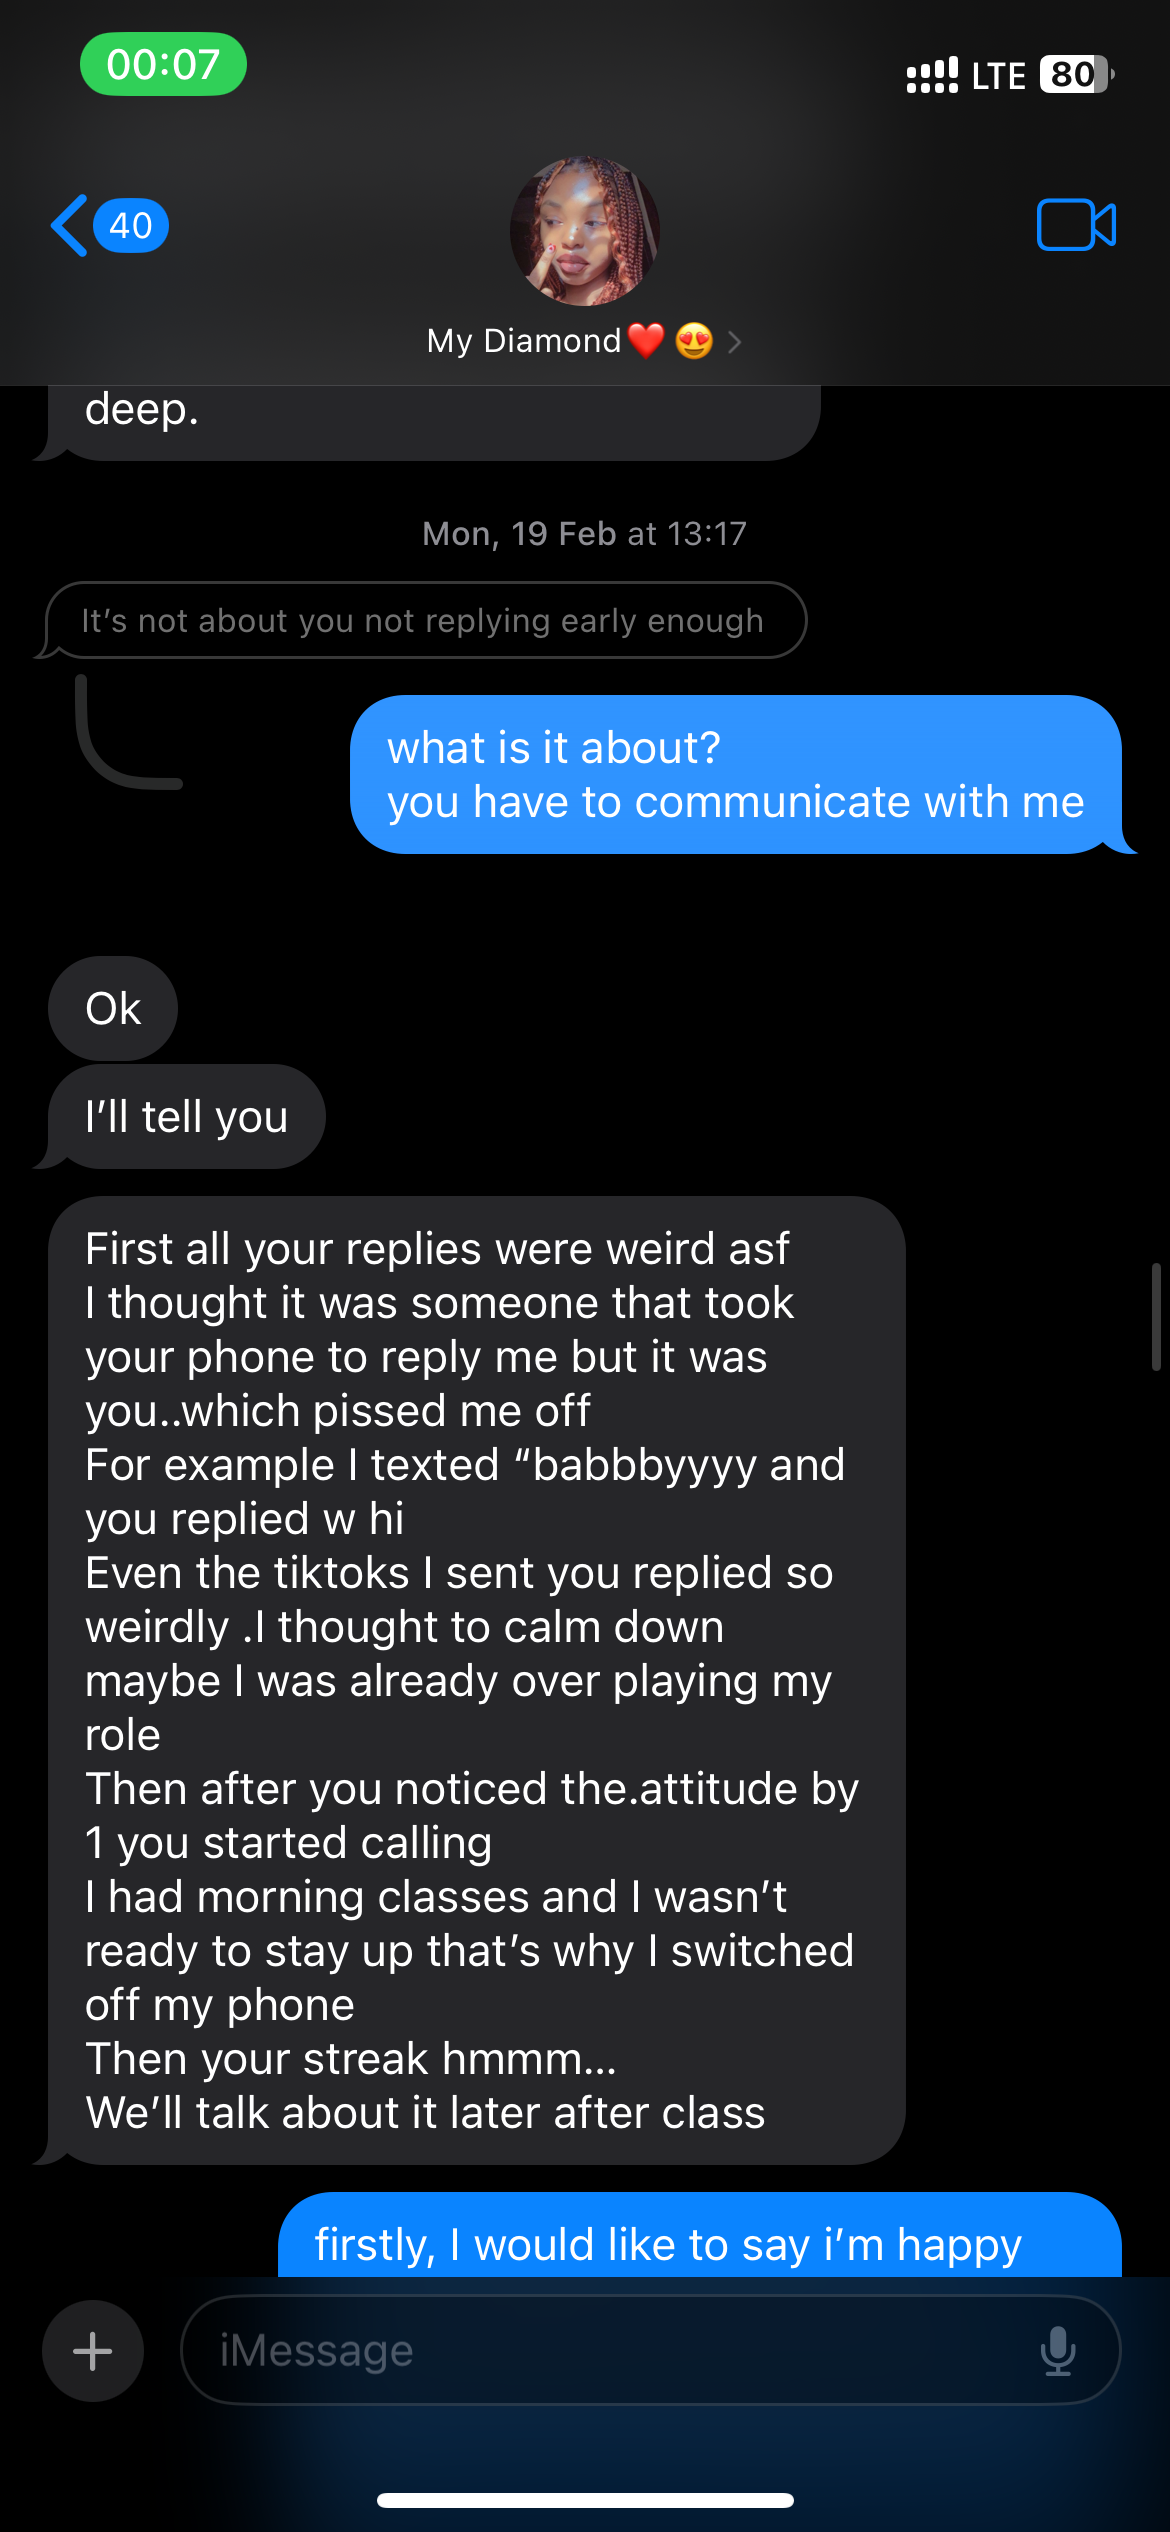 00:07
LTE 80
40
My Diamond❤️😍
deep.
Mon, 19 Feb at 13:17
It's not about you not replying early enough
what is it about?
you have to communicate with me
Ok
I'll tell you
First all your replies were weird asf
I thought it was someone that took
your phone to reply me but it was
you..which pissed me off
For example I texted “babbbyyyy and
you replied w hi
Even the tiktoks I sent you replied so
weirdly .I thought to calm down
maybe I was already over playing my
role
Then after you noticed the.attitude by
1 you started calling
I had morning classes and I wasn't
ready to stay up that's why I switched
off my phone
Then your streak hmmm...
We'll talk about it later after class
firstly, I would like to say i'm happy
iMessage